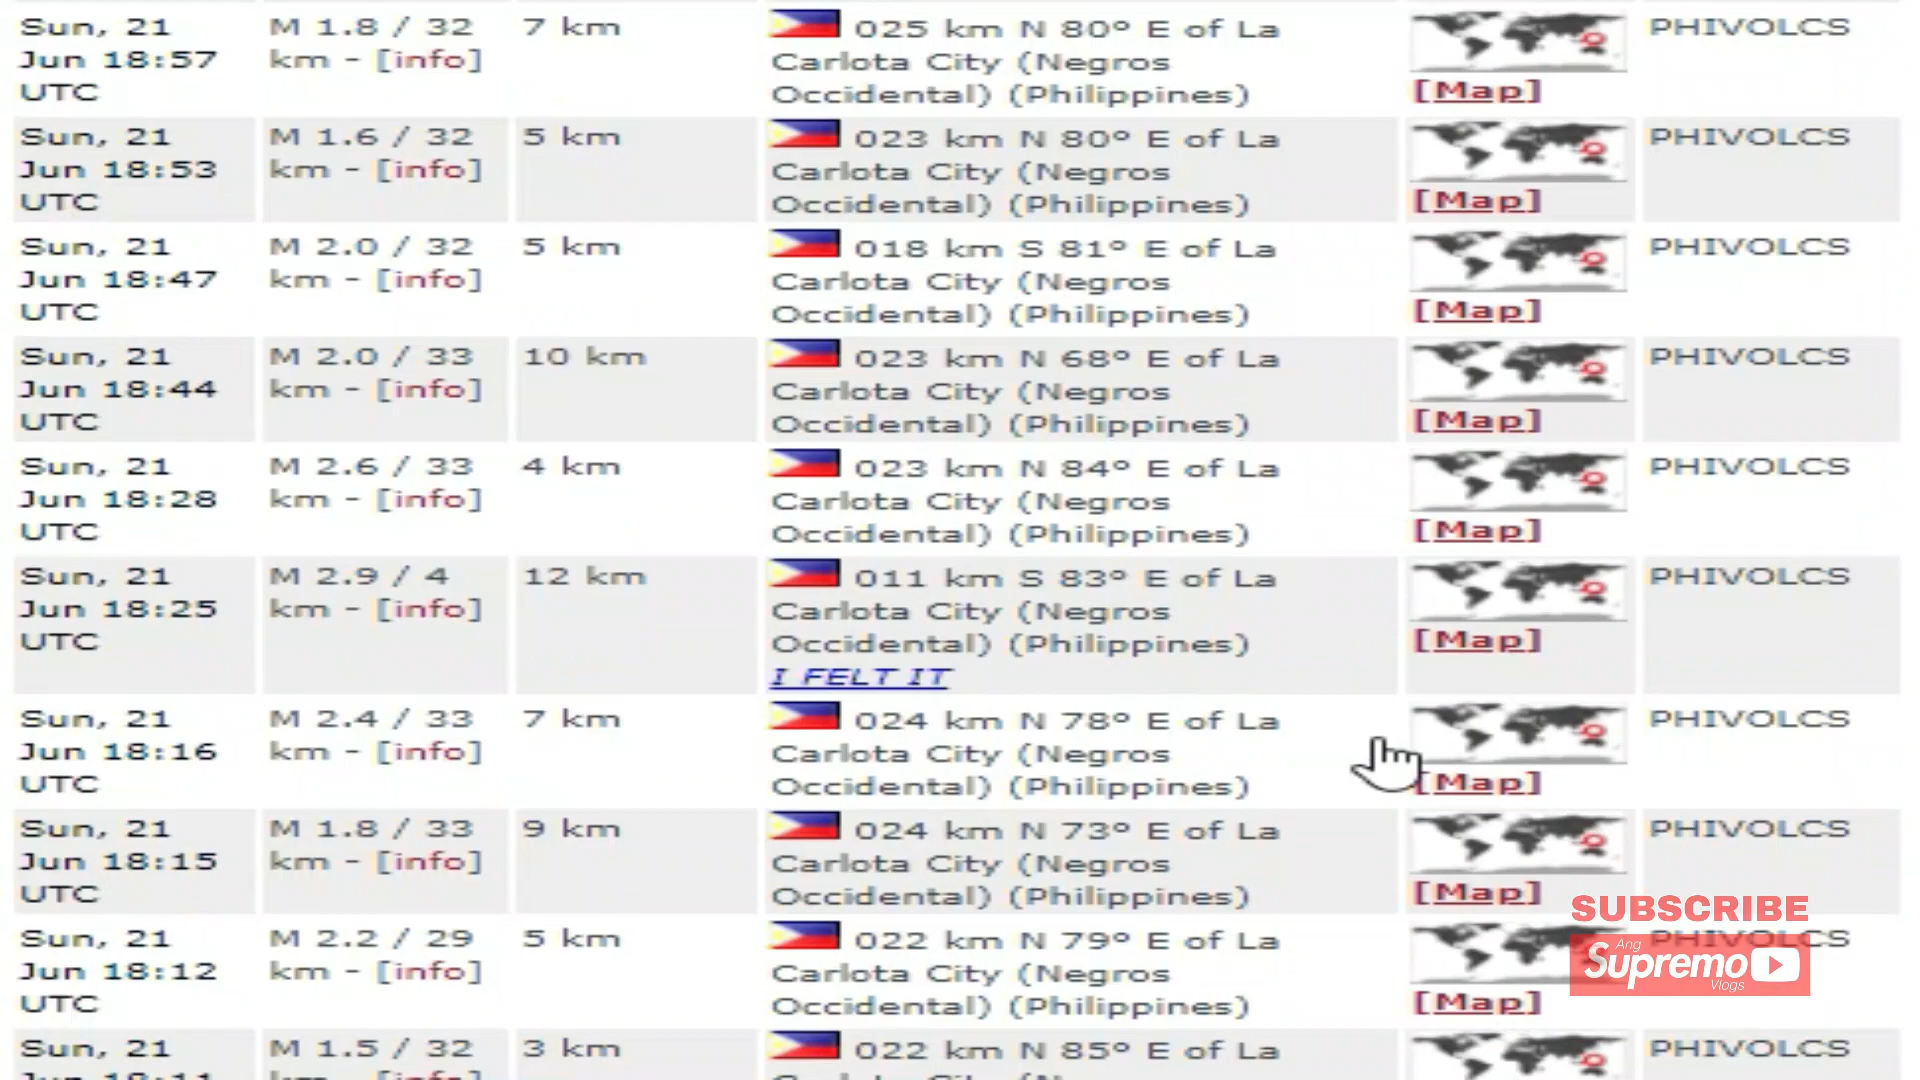 Sun, 21
Jun 18:57
UTC
M 1.8 / 32
km - [info]
7 km
025 km N 80° E of La
Carlota City (Negros
Occidental) (Philippines)
[Map]
PHIVOLCS
Sun, 21
Jun 18:53
UTC
M 1.6 / 32
km - [info]
5 km
023 km N 80° E of La
Carlota City (Negros
Occidental) (Philippines)
[Map]
PHIVOLCS
Sun, 21
Jun 18:47
UTC
M 2.0 / 32
km - [info]
5 km
018 km S 81° E of La
Carlota City (Negros
Occidental) (Philippines)
[Map]
PHIVOLCS
Sun, 21
Jun 18:44
UTC
M 2.0 / 33
km - [info]
10 km
023 km N 68° E of La
Carlota City (Negros
Occidental) (Philippines)
[Map]
PHIVOLCS
Sun, 21
Jun 18:28
UTC
M 2.6 / 33
km - [info]
4 km
023 km N 84° E of La
Carlota City (Negros
Occidental) (Philippines)
[Map]
PHIVOLCS
Sun, 21
Jun 18:25
UTC
M 2.9 / 4
km - [info]
12 km
011 km S 83° E of La
Carlota City (Negros
Occidental) (Philippines)
I FELT IT
[Map]
PHIVOLCS
Sun, 21
Jun 18:16
UTC
M 2.4 / 33
km - [info]
7 km
024 km N 78° E of La
Carlota City (Negros
Occidental) (Philippines)
[Map]
PHIVOLCS
Sun, 21
Jun 18:15
UTC
M 1.8 / 33
km - [info]
9 km
024 km N 73° E of La
Carlota City (Negros
Occidental) (Philippines)
[Map]
PHIVOLCS
Sun, 21
Jun 18:12
UTC
M 2.2 / 29
km - [info]
5 km
022 km N 79° E of La
Carlota City (Negros
Occidental) (Philippines)
[Map]
PHIVOLCS
SUBSCRIBE
Ang
Supremo
Vlogs
Sun, 21
M 1.5 / 32
3 km
022 km N 85° E of La
PHIVOLCS